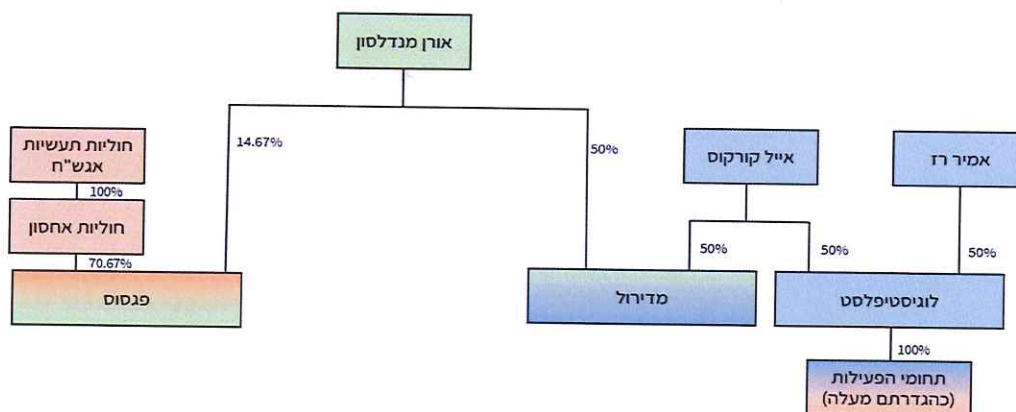 אורן מנדלסון
חוליות תעשיות
אגש"ח
100%
חוליות אחסון
70.67%
14.67%
50%
אייל קורקוס
אמיר רז
50%
50%
50%
פגסוס
מדירול
לוגיסטיפלסט
100%
תחומי הפעילות
(כהגדרתם מעלה)